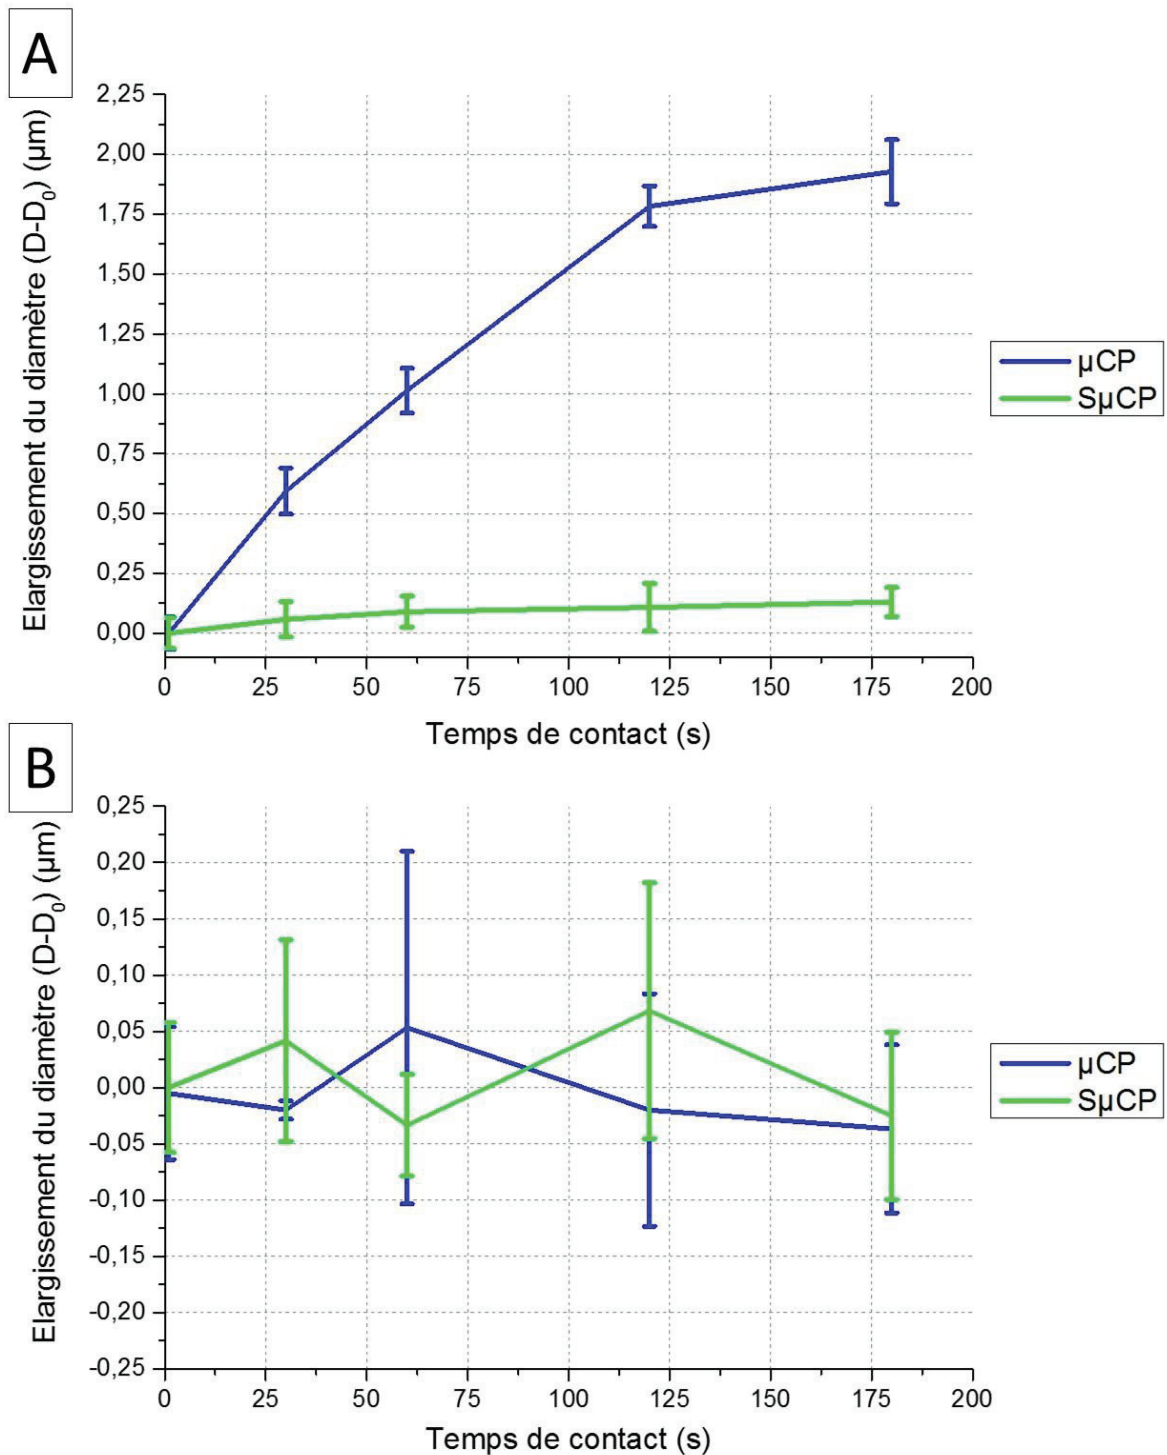 A
Elargissement du diamètre (D-D₀) (µm)
2,25
2,00
1,75
1,50
1,25
1,00
0,75
0,50
0,25
0,00
0 25 50 75 100 125 150 175 200
Temps de contact (s)
µCP
SµCP
B
Elargissement du diamètre (D-D₀) (µm)
0,25
0,20
0,15
0,10
0,05
0,00
-0,05
-0,10
-0,15
-0,20
-0,25
0 25 50 75 100 125 150 175 200
Temps de contact (s)
µCP
SµCP